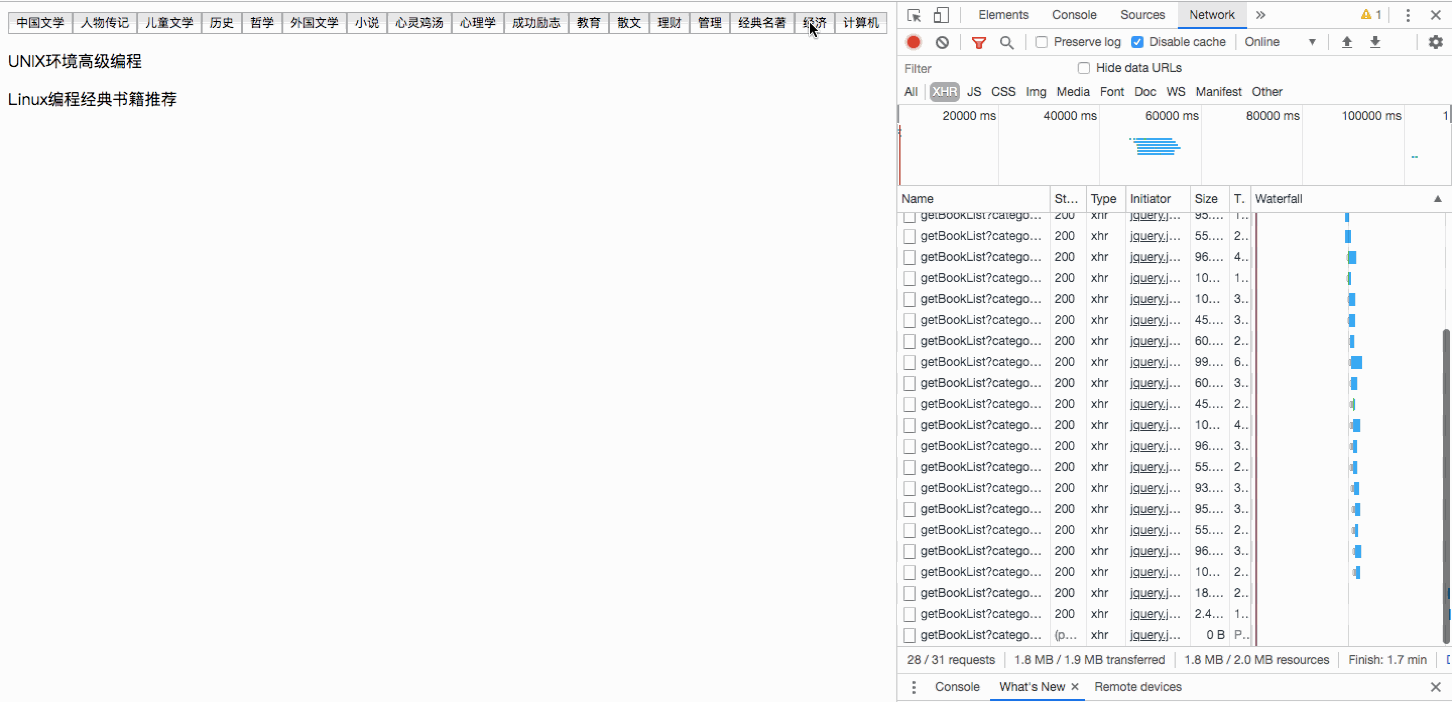 中国文学 人物传记 儿童文学 历史 哲学 外国文学 小说 心灵鸡汤 心理学 成功励志 教育 散文 理财 管理 经典名著 经济 计算机
UNIX环境高级编程
Linux编程经典书籍推荐
Elements Console Sources Network » 1
Preserve log Disable cache Online
Filter Hide data URLs
All XHR JS CSS Img Media Font Doc WS Manifest Other
20000 ms 40000 ms 60000 ms 80000 ms 100000 ms 1
Name St... Type Initiator Size T. Waterfall
getBookList?catego... 200 xhr jquery.j... 95.... 1..
getBookList?catego... 200 xhr jquery.j... 55.... 2..
getBookList?catego... 200 xhr jquery.j... 96.... 4..
getBookList?catego... 200 xhr jquery.j... 10... 1..
getBookList?catego... 200 xhr jquery.j... 10... 3..
getBookList?catego... 200 xhr jquery.j... 45.... 3..
getBookList?catego... 200 xhr jquery.j... 60.... 2..
getBookList?catego... 200 xhr jquery.j... 99.... 6..
getBookList?catego... 200 xhr jquery.j... 60.... 3..
getBookList?catego... 200 xhr jquery.j... 45.... 2..
getBookList?catego... 200 xhr jquery.j... 10... 4..
getBookList?catego... 200 xhr jquery.j... 96.... 3..
getBookList?catego... 200 xhr jquery.j... 55.... 2..
getBookList?catego... 200 xhr jquery.j... 93.... 3..
getBookList?catego... 200 xhr jquery.j... 95.... 3..
getBookList?catego... 200 xhr jquery.j... 55.... 2..
getBookList?catego... 200 xhr jquery.j... 96.... 3..
getBookList?catego... 200 xhr jquery.j... 10... 2..
getBookList?catego... 200 xhr jquery.j... 18.... 2..
getBookList?catego... 200 xhr jquery.j... 2.4... 1..
getBookList?catego... (p... xhr jquery.j... 0 B P..
28 / 31 requests 1.8 MB / 1.9 MB transferred 1.8 MB / 2.0 MB resources Finish: 1.7 min
Console What's New × Remote devices